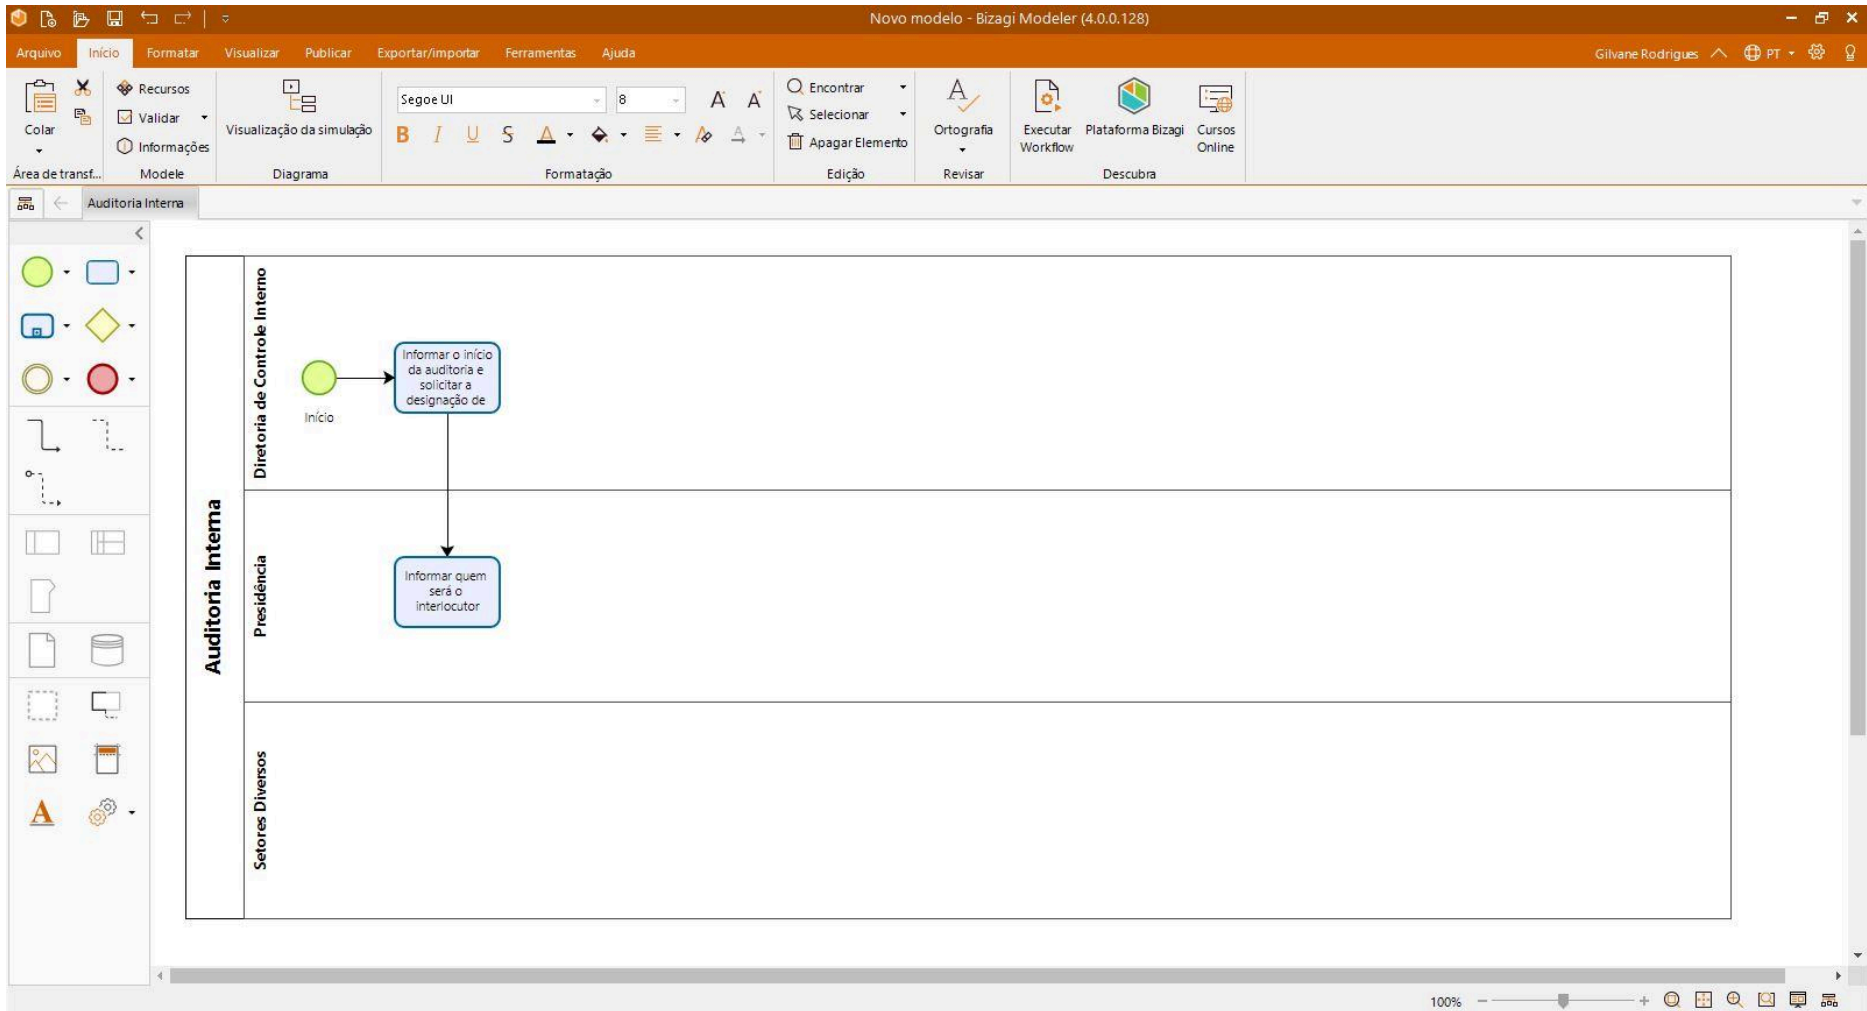 Novo modelo - Bizagi Modeler (4.0.0.128)
Arquivo Início Formatar Visualizar Publicar Exportar/importar Ferramentas Ajuda Gilvane Rodrigues PT
Colar
Recursos
Validar
Informações
Visualização da simulação
Segoe UI 8
B I U S A
Encontrar
Selecionar
Apagar Elemento
Ortografia
Executar Workflow
Plataforma Bizagi
Cursos Online
Área de transf... Modele Diagrama Formatação Edição Revisar Descubra
Auditoria Interna
Auditoria Interna
Diretoria de Controle Interno
Início
Informar o início
da auditoria e
solicitar a
designação de
Presidência
Informar quem
será o
interlocutor
Setores Diversos
100%